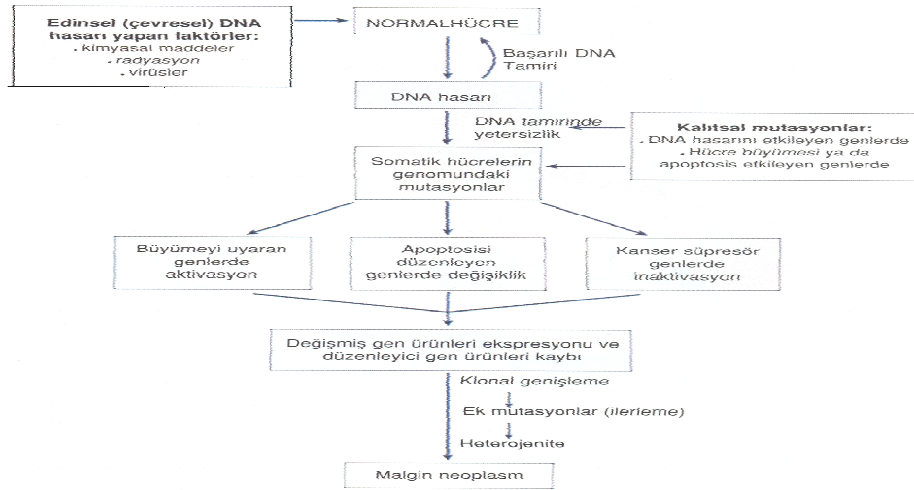 Edinsel (çevresel) DNA
hasarı yapan faktörler:
. kimyasal maddeler
. radyasyon
. virüsler
NORMALHÜCRE
Başarılı DNA
Tamiri
DNA hasarı
DNA tamirinde
yetersizlik
Kalıtsal mutasyonlar:
. DNA hasarını etkileyen genlerde
. Hücre büyümesi ya da
apoptosis etkileyen genlerde
Somatik hücrelerin
genomundaki
mutasyonlar
Büyümeyi uyaran
genlerde
aktivasyon
Apoptosisi
düzenleyen
genlerde değişiklik
Kanser süpresör
genlerde
inaktivasyon
Değişmiş gen ürünleri ekspresyonu ve
düzenleyici gen ürünleri kaybı
Klonal genişleme
Ek mutasyonlar (ilerleme)
Heterojenite
Malgin neoplasm